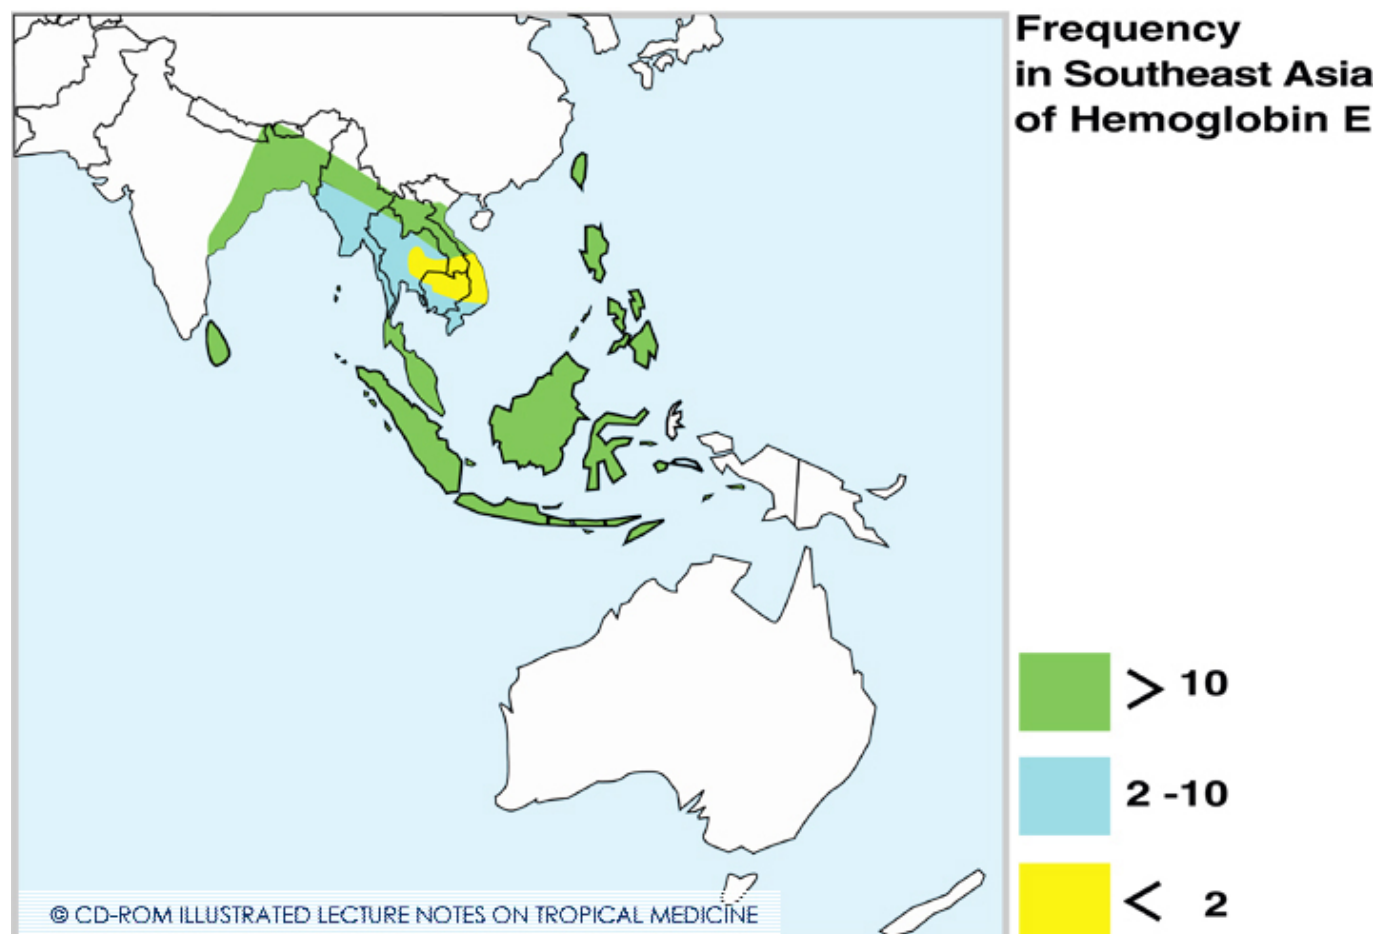 Frequency
in Southeast Asia
of Hemoglobin E
> 10
2 -10
< 2
© CD-ROM ILLUSTRATED LECTURE NOTES ON TROPICAL MEDICINE